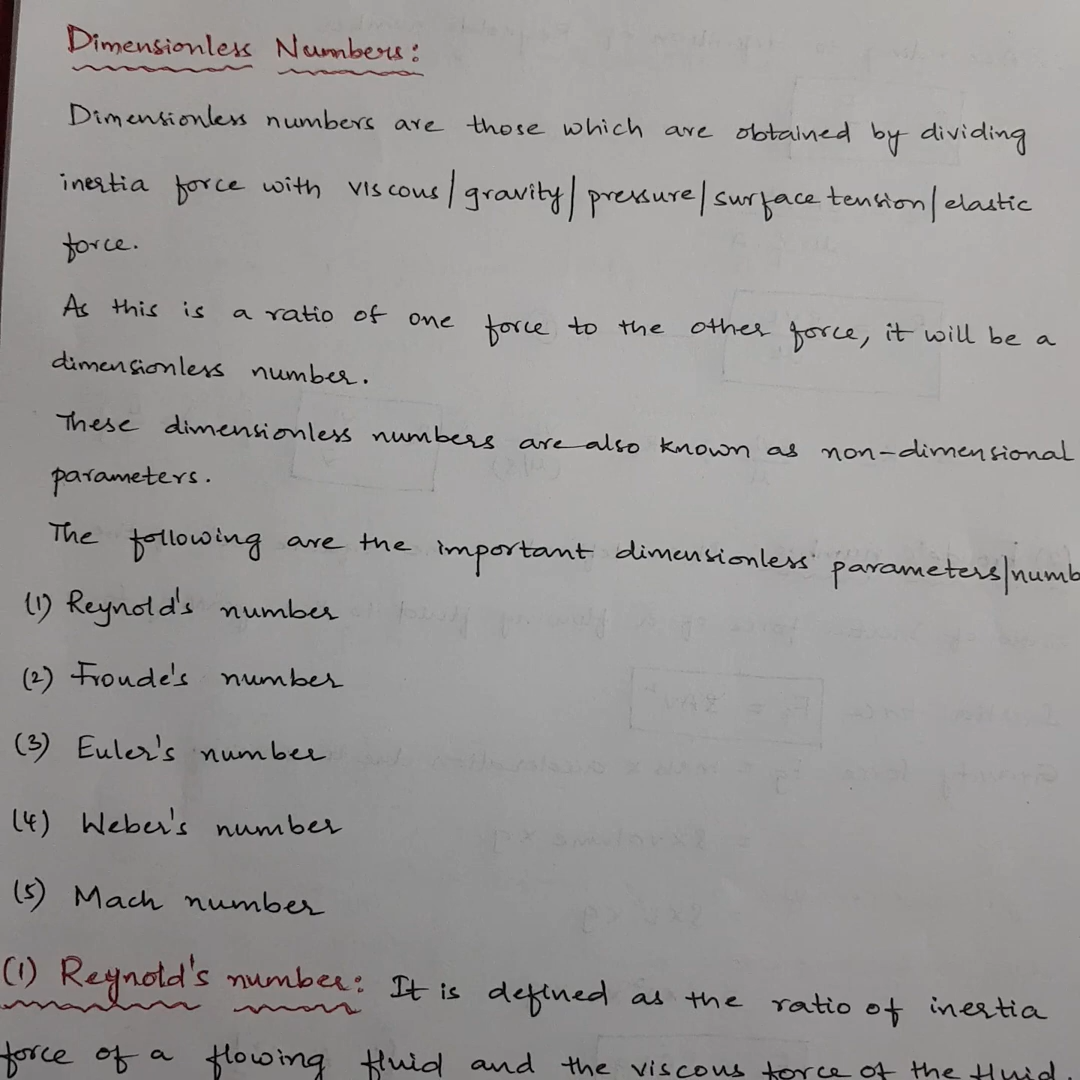 Dimensionless Numbers:
Dimensionless numbers are those which are obtained by dividing
inertia force with viscous/gravity/pressure/surface tension/elastic
force.
As this is a ratio of one force to the other force, it will be a
dimensionless number.
These dimensionless numbers are also known as non-dimensional
parameters.
The following are the important dimensionless parameters/numb
(1) Reynold's number
(2) Froude's number
(3) Euler's number
(4) Weber's number
(5) Mach number
(1) Reynold's number: It is defined as the ratio of inertia
force of a flowing fluid and the viscous force of the fluid.